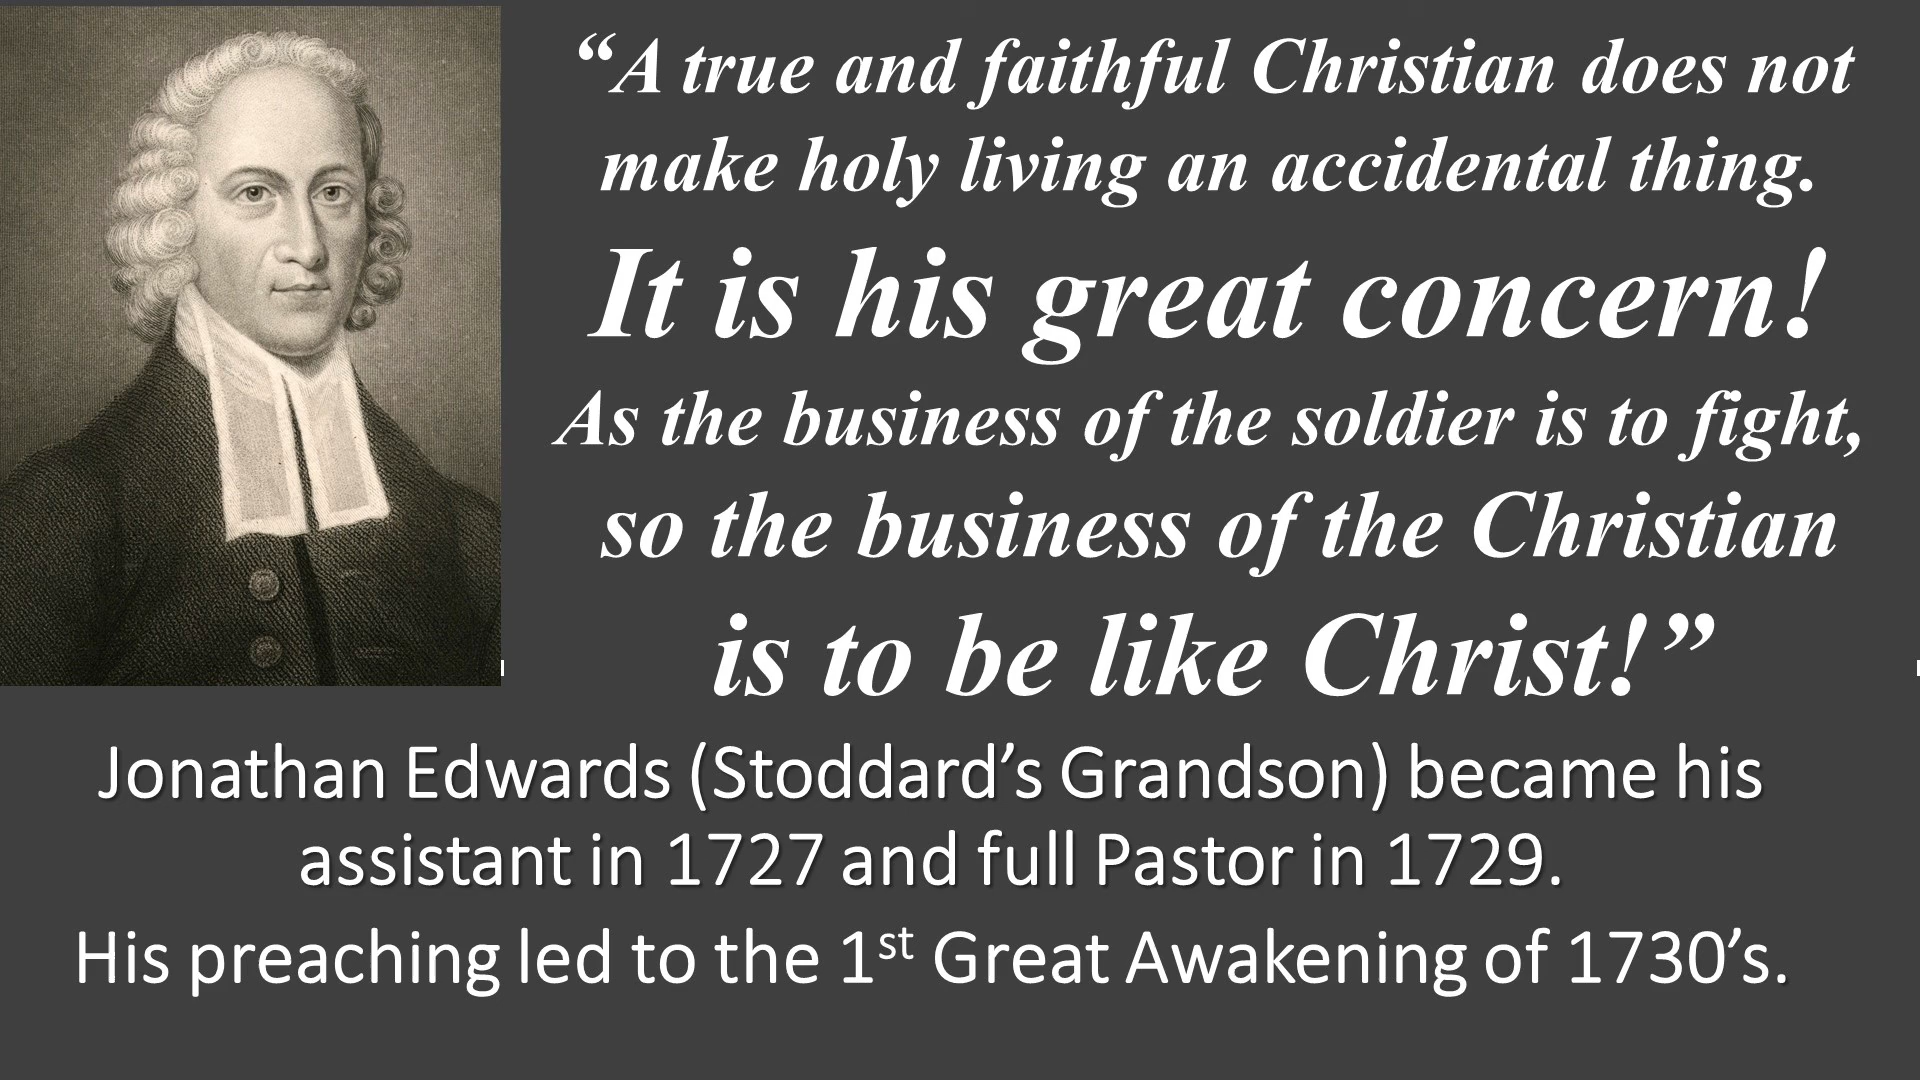 “A true and faithful Christian does not
make holy living an accidental thing.
It is his great concern!
As the business of the soldier is to fight,
so the business of the Christian
is to be like Christ!”
Jonathan Edwards (Stoddard’s Grandson) became his
assistant in 1727 and full Pastor in 1729.
His preaching led to the 1st Great Awakening of 1730’s.